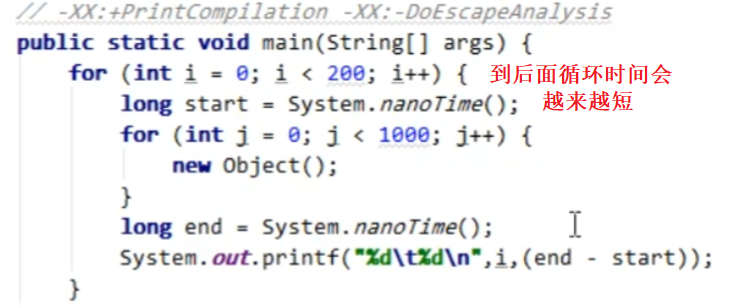 // -XX:+PrintCompilation -XX:-DoEscapeAnalysis
public static void main(String[] args) {
for (int i = 0; i < 200; i++) { 到后面循环时间会
long start = System.nanoTime(); 越来越短
for (int j = 0; j < 1000; j++) {
new Object();
}
long end = System.nanoTime();
System.out.printf("%d\t%d\n",i,(end - start));
}